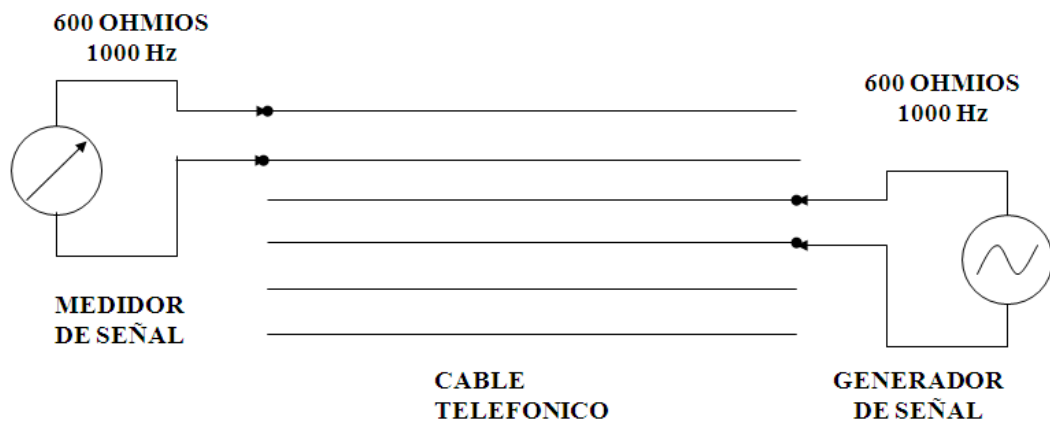 600 OHMIOS
1000 Hz
600 OHMIOS
1000 Hz
MEDIDOR
DE SEÑAL
CABLE
TELEFONICO
GENERADOR
DE SEÑAL